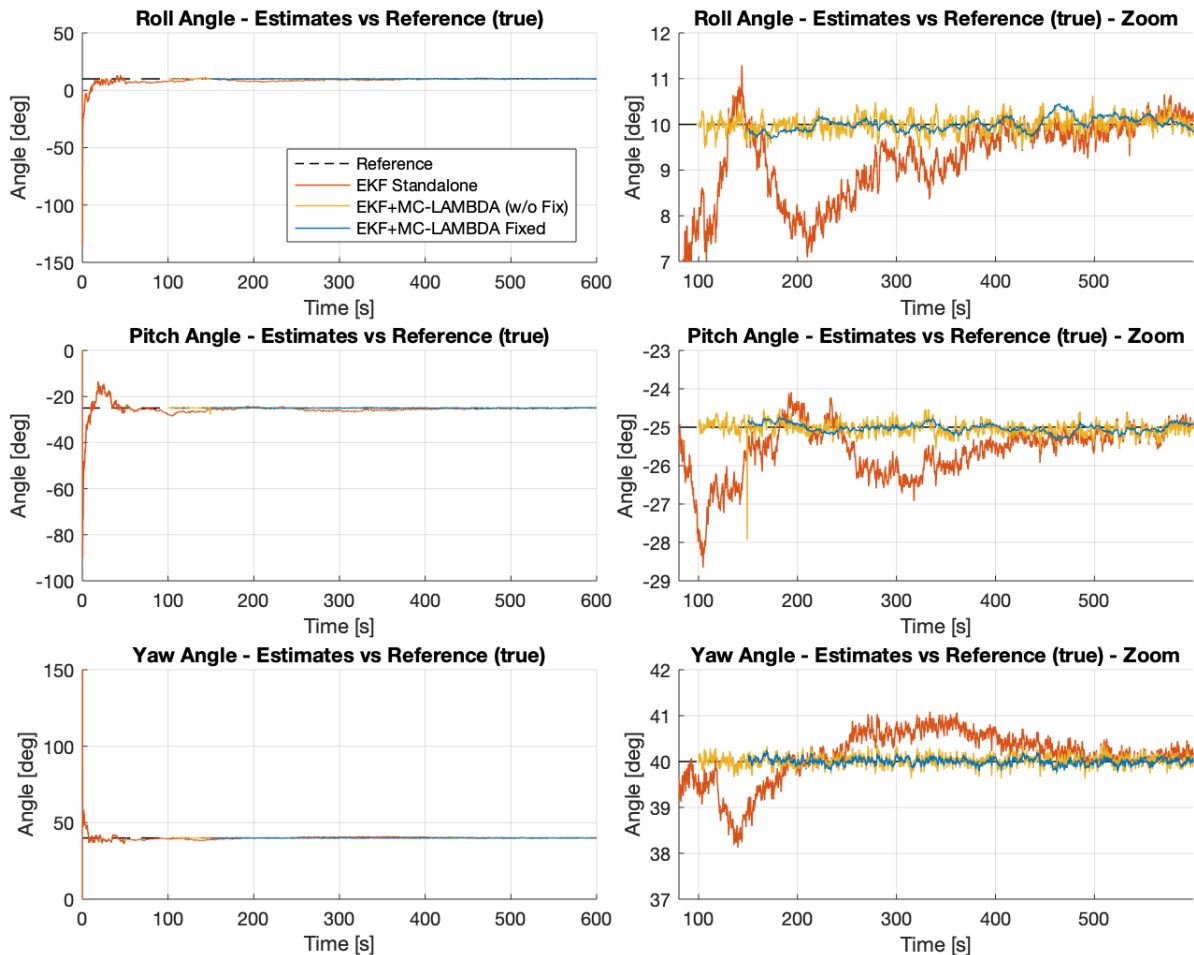 Roll Angle - Estimates vs Reference (true)
50
0
-50
-100
-150
Angle [deg]
Reference
EKF Standalone
EKF+MC-LAMBDA (w/o Fix)
EKF+MC-LAMBDA Fixed
0 100 200 300 400 500 600
Time [s]
Roll Angle - Estimates vs Reference (true) - Zoom
12
11
10
9
8
7
Angle [deg]
100 200 300 400 500
Time [s]
Pitch Angle - Estimates vs Reference (true)
0
-20
-40
-60
-80
-100
Angle [deg]
0 100 200 300 400 500 600
Time [s]
Pitch Angle - Estimates vs Reference (true) - Zoom
-23
-24
-25
-26
-27
-28
-29
Angle [deg]
100 200 300 400 500
Time [s]
Yaw Angle - Estimates vs Reference (true)
150
100
50
0
Angle [deg]
0 100 200 300 400 500 600
Time [s]
Yaw Angle - Estimates vs Reference (true) - Zoom
42
41
40
39
38
37
Angle [deg]
100 200 300 400 500
Time [s]